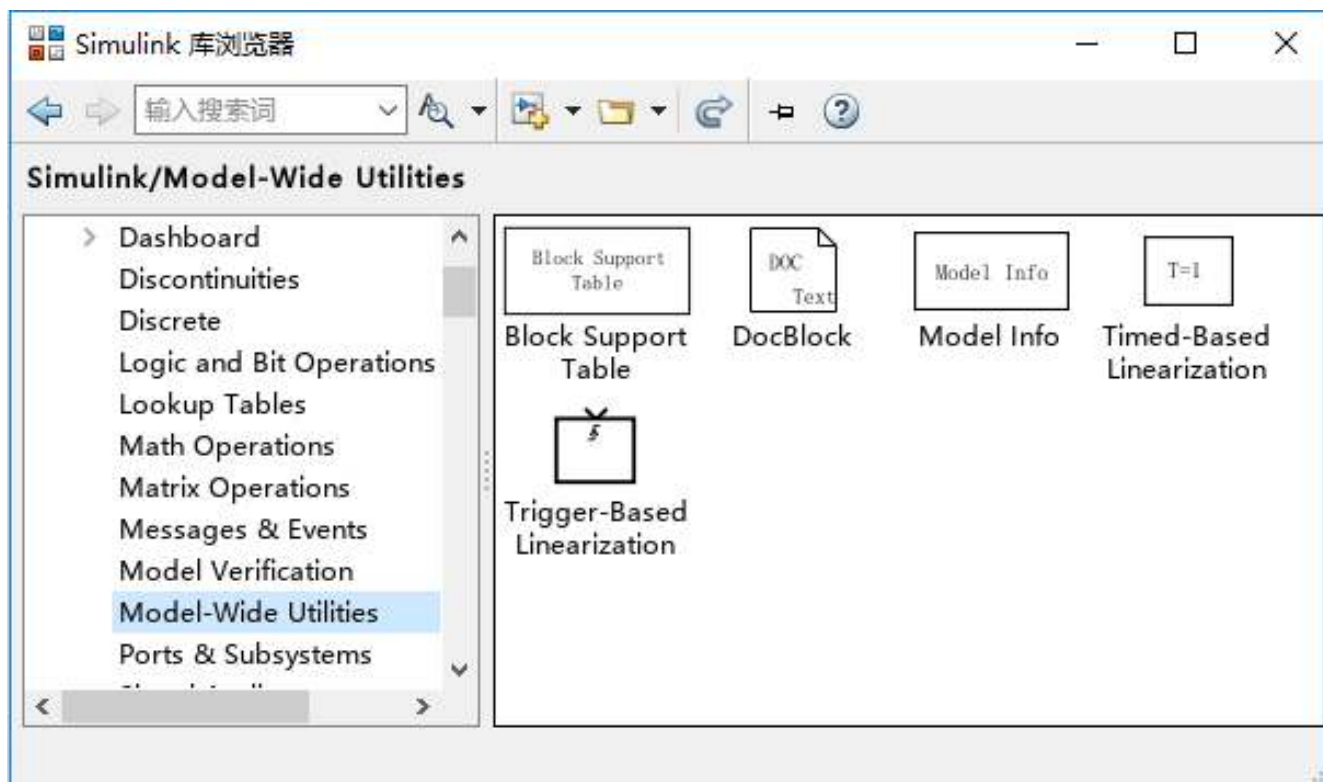 Simulink 库浏览器
输入搜索词
Simulink/Model-Wide Utilities
Dashboard
Discontinuities
Discrete
Logic and Bit Operations
Lookup Tables
Math Operations
Matrix Operations
Messages & Events
Model Verification
Model-Wide Utilities
Ports & Subsystems
Block Support
Table
Block Support
Table
DOC
Text
DocBlock
Model Info
Model Info
T=1
Timed-Based
Linearization
Trigger-Based
Linearization